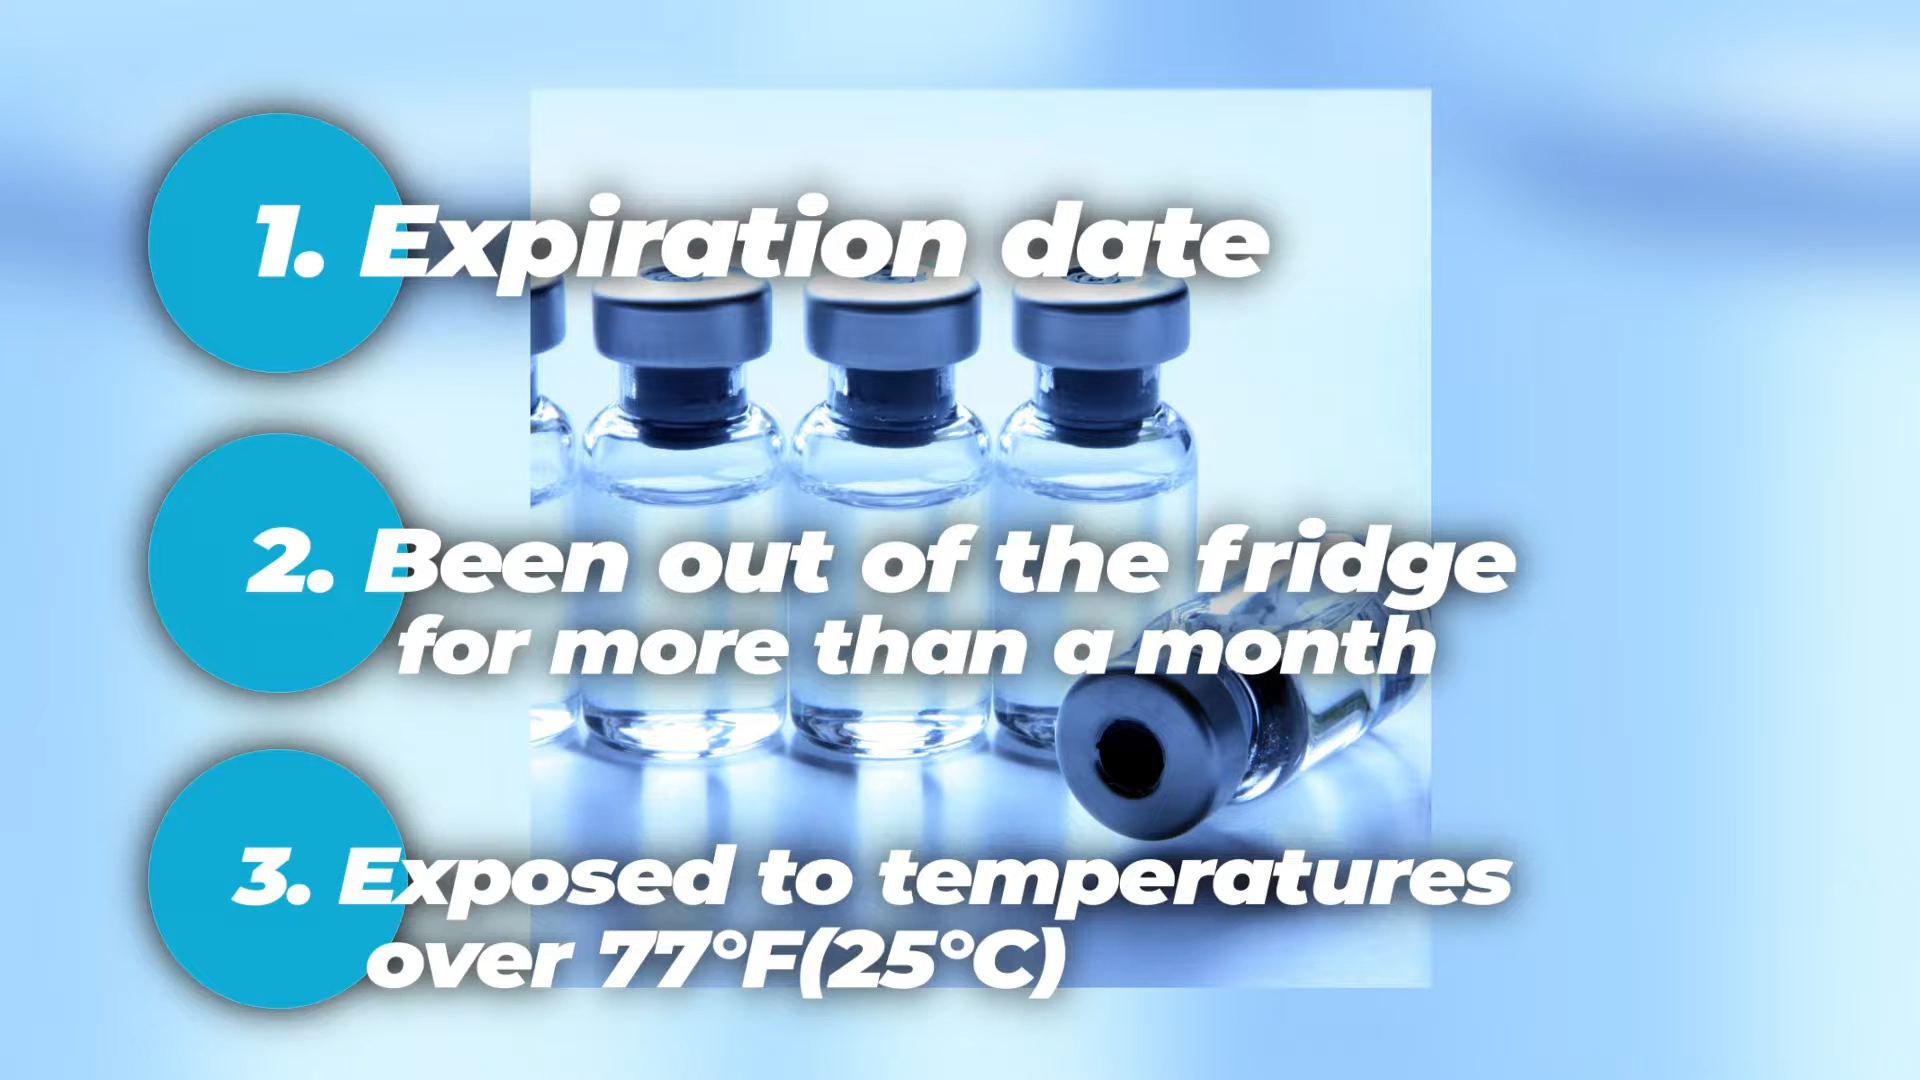 1. Expiration date
2. Been out of the fridge
for more than a month
3. Exposed to temperatures
over 77°F(25°C)